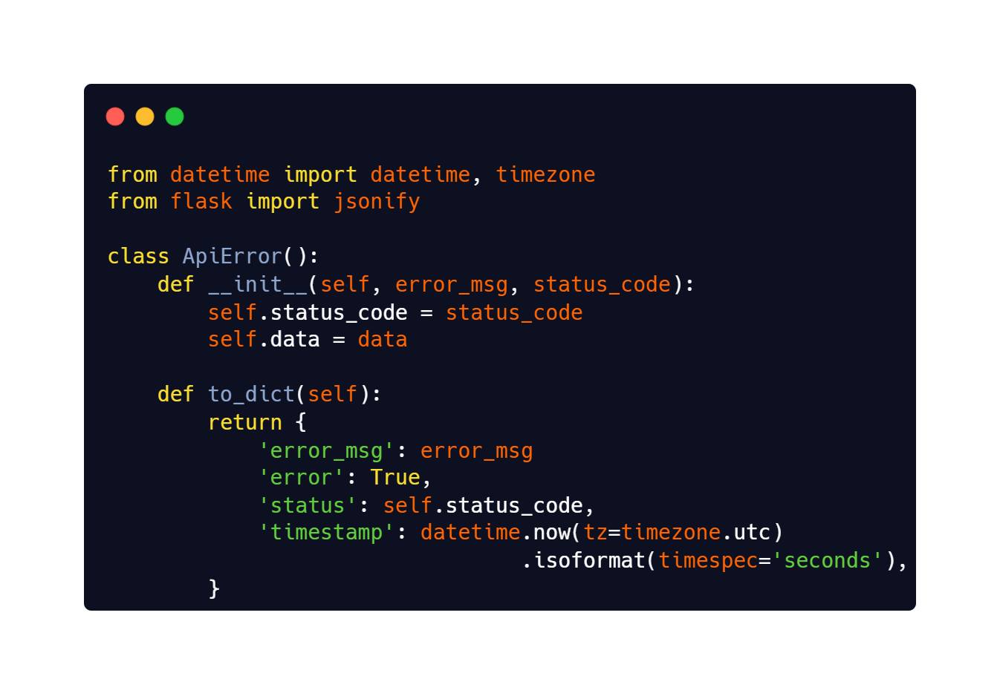 from datetime import datetime, timezone
from flask import jsonify

class ApiError():
    def __init__(self, error_msg, status_code):
        self.status_code = status_code
        self.data = data

    def to_dict(self):
        return {
            'error_msg': error_msg
            'error': True,
            'status': self.status_code,
            'timestamp': datetime.now(tz=timezone.utc)
                                 .isoformat(timespec='seconds'),
        }